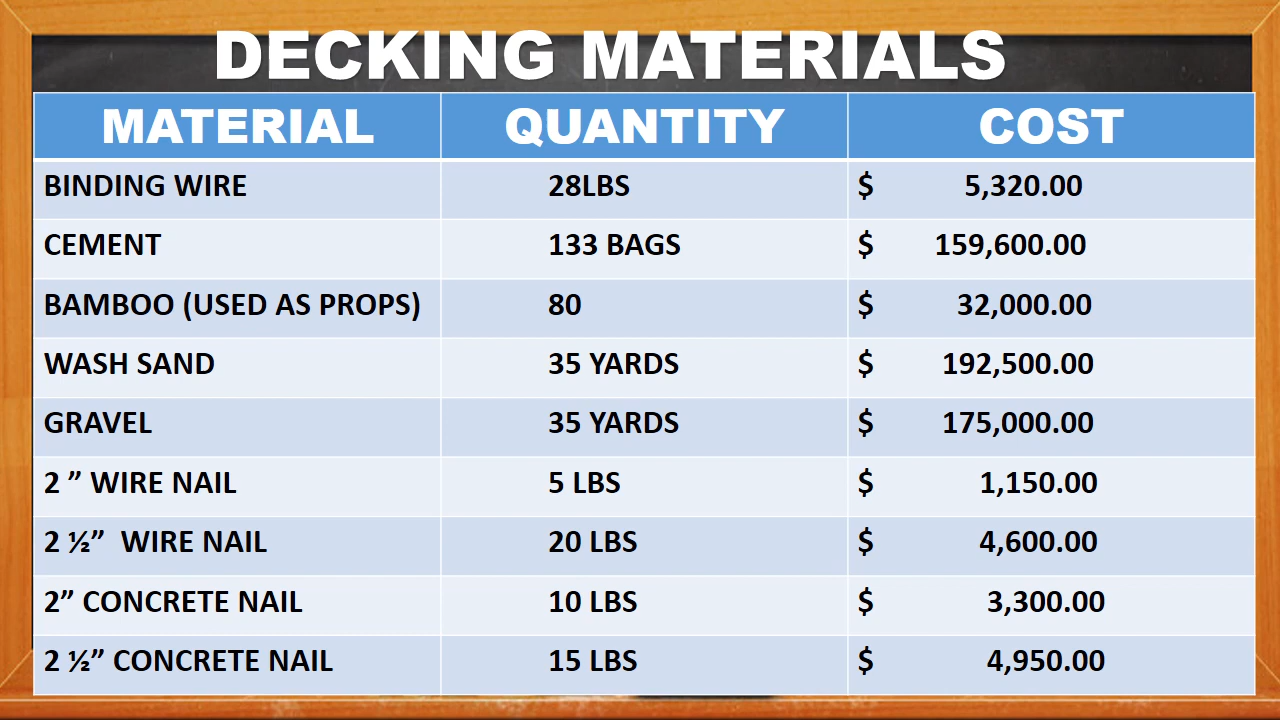 DECKING MATERIALS
MATERIAL QUANTITY COST
BINDING WIRE 28LBS $ 5,320.00
CEMENT 133 BAGS $ 159,600.00
BAMBOO (USED AS PROPS) 80 $ 32,000.00
WASH SAND 35 YARDS $ 192,500.00
GRAVEL 35 YARDS $ 175,000.00
2 ” WIRE NAIL 5 LBS $ 1,150.00
2 ½” WIRE NAIL 20 LBS $ 4,600.00
2” CONCRETE NAIL 10 LBS $ 3,300.00
2 ½” CONCRETE NAIL 15 LBS $ 4,950.00